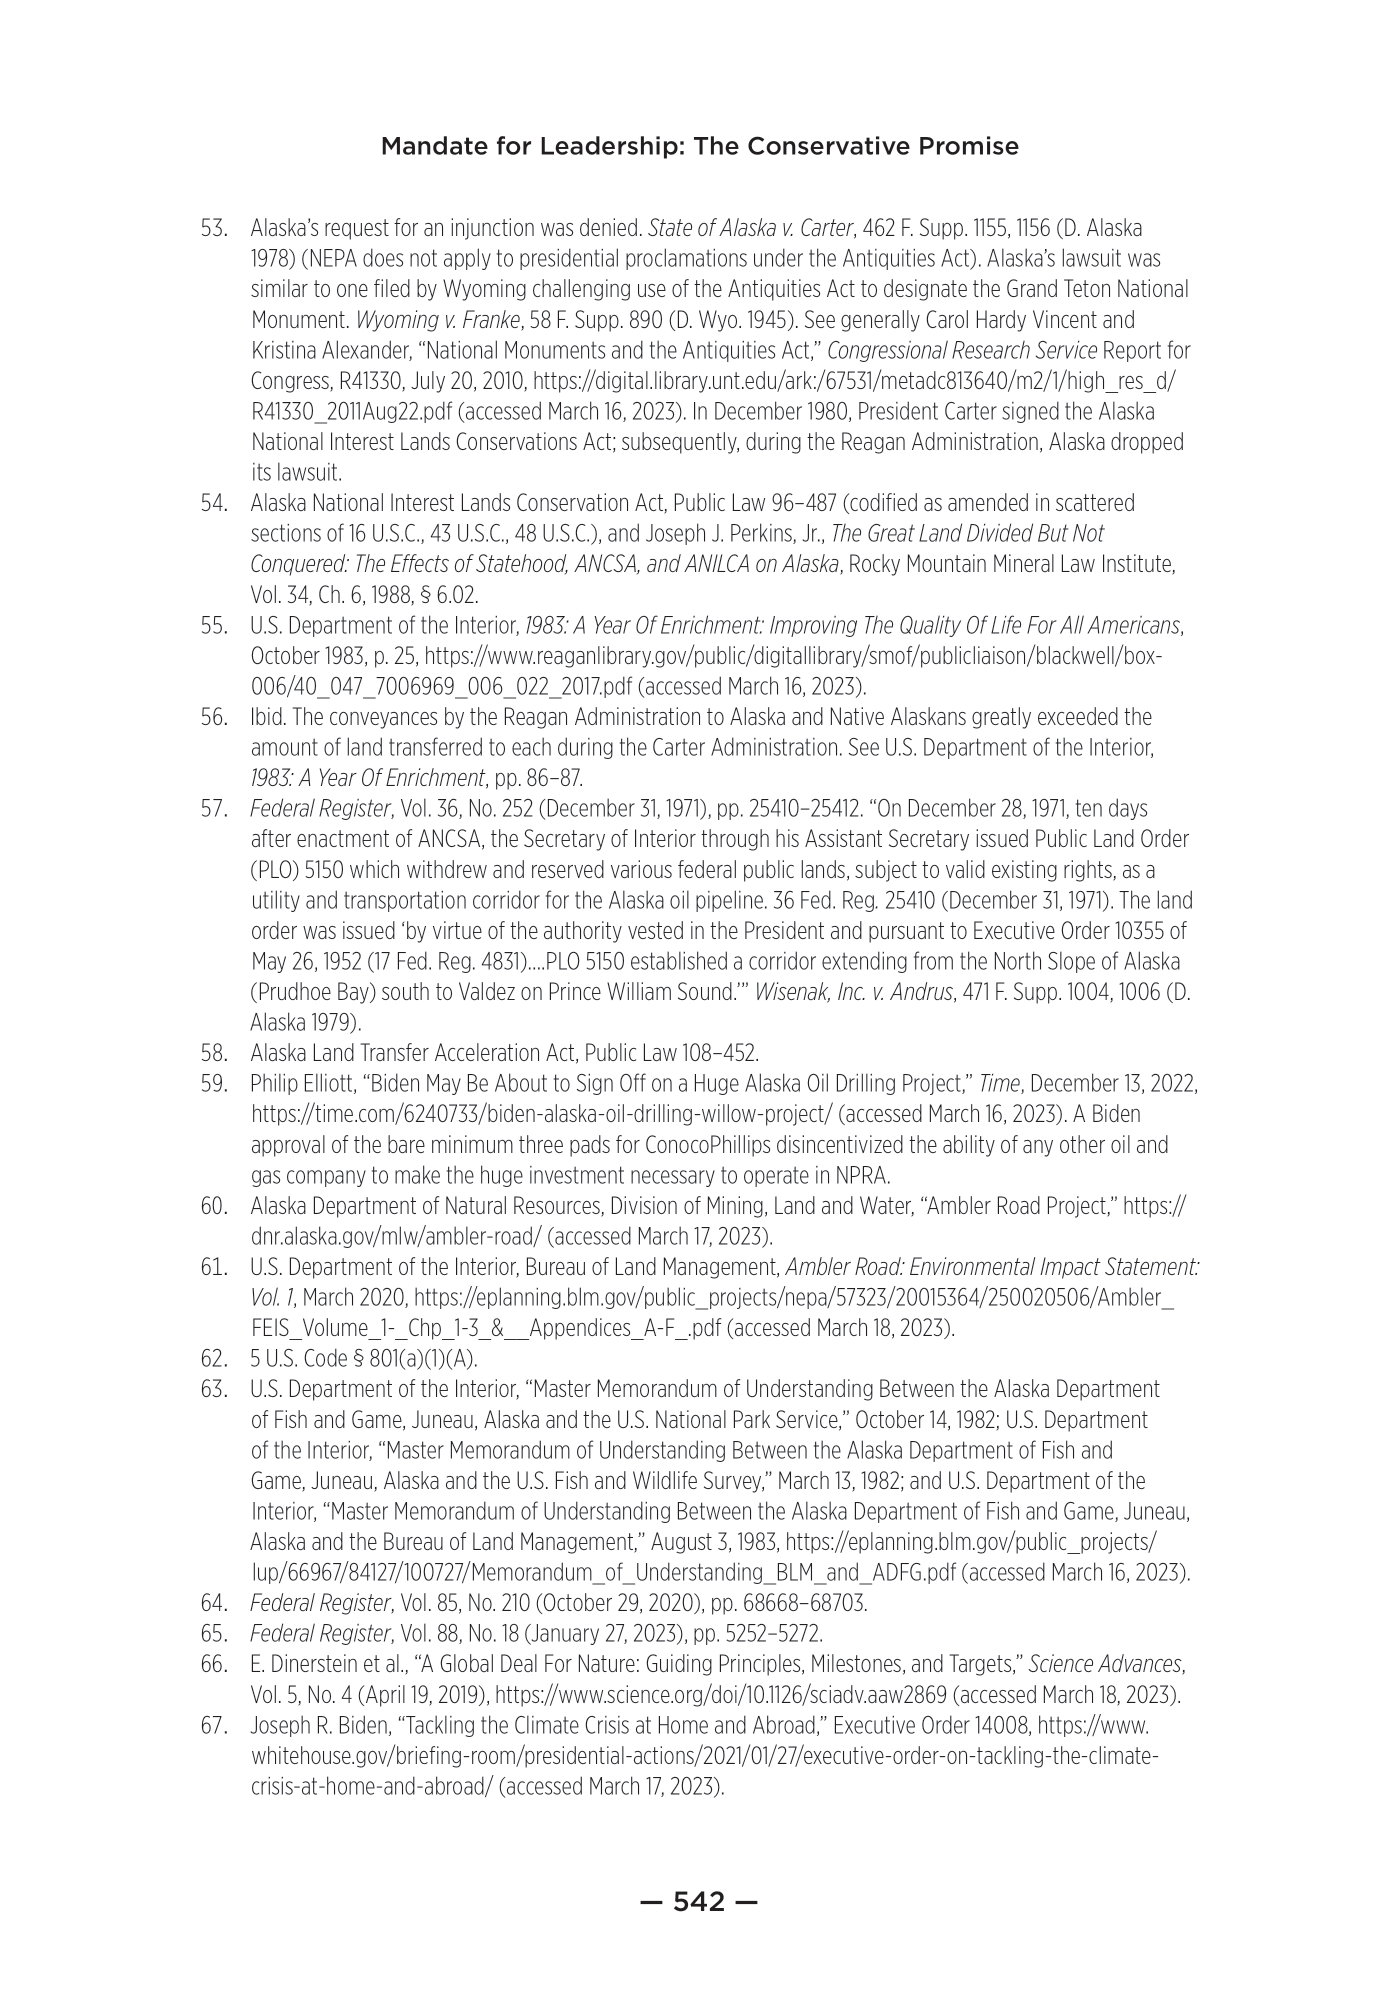 Mandate for Leadership: The Conservative Promise
53. Alaska’s request for an injunction was denied. State of Alaska v. Carter, 462 F. Supp. 1155, 1156 (D. Alaska
1978) (NEPA does not apply to presidential proclamations under the Antiquities Act). Alaska’s lawsuit was
similar to one filed by Wyoming challenging use of the Antiquities Act to designate the Grand Teton National
Monument. Wyoming v. Franke, 58 F. Supp. 890 (D. Wyo. 1945). See generally Carol Hardy Vincent and
Kristina Alexander, “National Monuments and the Antiquities Act,” Congressional Research Service Report for
Congress, R41330, July 20, 2010, https://digital.library.unt.edu/ark:/67531/metadc813640/m2/1/high_res_d/
R41330_2011Aug22.pdf (accessed March 16, 2023). In December 1980, President Carter signed the Alaska
National Interest Lands Conservations Act; subsequently, during the Reagan Administration, Alaska dropped
its lawsuit.
54. Alaska National Interest Lands Conservation Act, Public Law 96–487 (codified as amended in scattered
sections of 16 U.S.C., 43 U.S.C., 48 U.S.C.), and Joseph J. Perkins, Jr., The Great Land Divided But Not
Conquered: The Effects of Statehood, ANCSA, and ANILCA on Alaska, Rocky Mountain Mineral Law Institute,
Vol. 34, Ch. 6, 1988, § 6.02.
55. U.S. Department of the Interior, 1983: A Year Of Enrichment: Improving The Quality Of Life For All Americans,
October 1983, p. 25, https://www.reaganlibrary.gov/public/digitallibrary/smof/publicliaison/blackwell/box-
006/40_047_7006969_006_022_2017.pdf (accessed March 16, 2023).
56. Ibid. The conveyances by the Reagan Administration to Alaska and Native Alaskans greatly exceeded the
amount of land transferred to each during the Carter Administration. See U.S. Department of the Interior,
1983: A Year Of Enrichment, pp. 86–87.
57. Federal Register, Vol. 36, No. 252 (December 31, 1971), pp. 25410–25412. “On December 28, 1971, ten days
after enactment of ANCSA, the Secretary of Interior through his Assistant Secretary issued Public Land Order
(PLO) 5150 which withdrew and reserved various federal public lands, subject to valid existing rights, as a
utility and transportation corridor for the Alaska oil pipeline. 36 Fed. Reg. 25410 (December 31, 1971). The land
order was issued ‘by virtue of the authority vested in the President and pursuant to Executive Order 10355 of
May 26, 1952 (17 Fed. Reg. 4831)....PLO 5150 established a corridor extending from the North Slope of Alaska
(Prudhoe Bay) south to Valdez on Prince William Sound.’” Wisenak, Inc. v. Andrus, 471 F. Supp. 1004, 1006 (D.
Alaska 1979).
58. Alaska Land Transfer Acceleration Act, Public Law 108–452.
59. Philip Elliott, “Biden May Be About to Sign Off on a Huge Alaska Oil Drilling Project,” Time, December 13, 2022,
https://time.com/6240733/biden-alaska-oil-drilling-willow-project/ (accessed March 16, 2023). A Biden
approval of the bare minimum three pads for ConocoPhillips disincentivized the ability of any other oil and
gas company to make the huge investment necessary to operate in NPRA.
60. Alaska Department of Natural Resources, Division of Mining, Land and Water, “Ambler Road Project,” https://
dnr.alaska.gov/mlw/ambler-road/ (accessed March 17, 2023).
61. U.S. Department of the Interior, Bureau of Land Management, Ambler Road: Environmental Impact Statement:
Vol. 1, March 2020, https://eplanning.blm.gov/public_projects/nepa/57323/20015364/250020506/Ambler_
FEIS_Volume_1-_Chp_1-3_&__Appendices_A-F_.pdf (accessed March 18, 2023).
62. 5 U.S. Code § 801(a)(1)(A).
63. U.S. Department of the Interior, “Master Memorandum of Understanding Between the Alaska Department
of Fish and Game, Juneau, Alaska and the U.S. National Park Service,” October 14, 1982; U.S. Department
of the Interior, “Master Memorandum of Understanding Between the Alaska Department of Fish and
Game, Juneau, Alaska and the U.S. Fish and Wildlife Survey,” March 13, 1982; and U.S. Department of the
Interior, “Master Memorandum of Understanding Between the Alaska Department of Fish and Game, Juneau,
Alaska and the Bureau of Land Management,” August 3, 1983, https://eplanning.blm.gov/public_projects/
lup/66967/84127/100727/Memorandum_of_Understanding_BLM_and_ADFG.pdf (accessed March 16, 2023).
64. Federal Register, Vol. 85, No. 210 (October 29, 2020), pp. 68668–68703.
65. Federal Register, Vol. 88, No. 18 (January 27, 2023), pp. 5252–5272.
66. E. Dinerstein et al., “A Global Deal For Nature: Guiding Principles, Milestones, and Targets,” Science Advances,
Vol. 5, No. 4 (April 19, 2019), https://www.science.org/doi/10.1126/sciadv.aaw2869 (accessed March 18, 2023).
67. Joseph R. Biden, “Tackling the Climate Crisis at Home and Abroad,” Executive Order 14008, https://www.
whitehouse.gov/briefing-room/presidential-actions/2021/01/27/executive-order-on-tackling-the-climate-
crisis-at-home-and-abroad/ (accessed March 17, 2023).
— 542 —